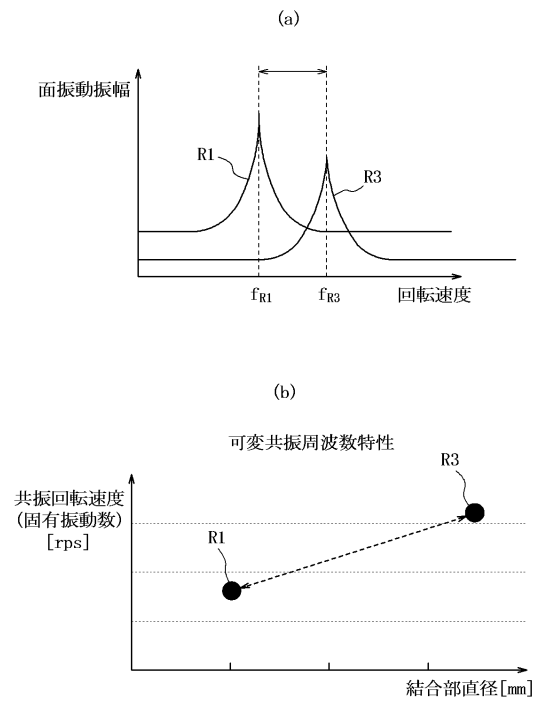 (a)
面振動振幅
R1
R3
fR1
fR3
回転速度
(b)
可変共振周波数特性
R3
共振回転速度
(固有振動数)
[rps]
R1
結合部直径[mm]